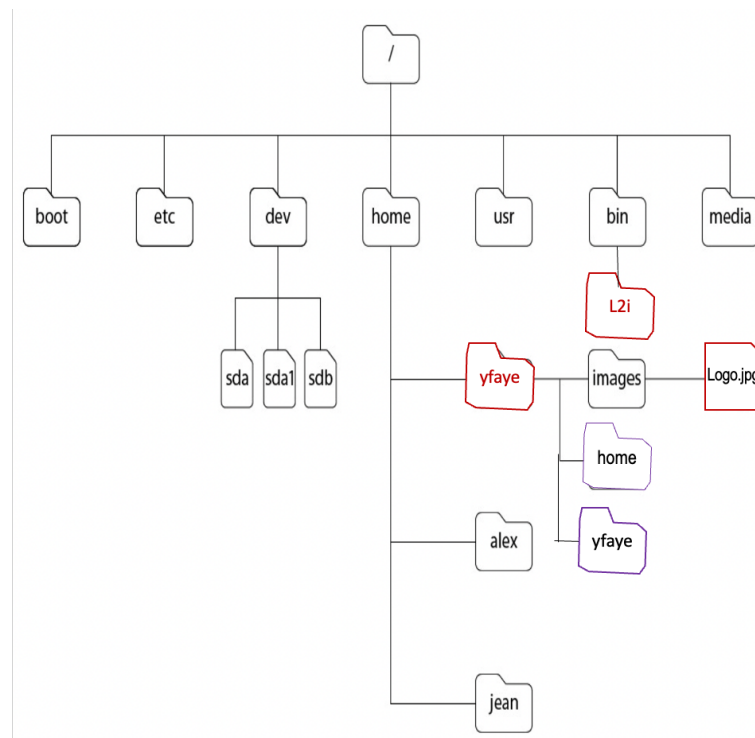 /
boot
etc
dev
home
usr
bin
media
L2i
sda
sda1
sdb
yfaye
images
Logo.jpg
home
yfaye
alex
jean